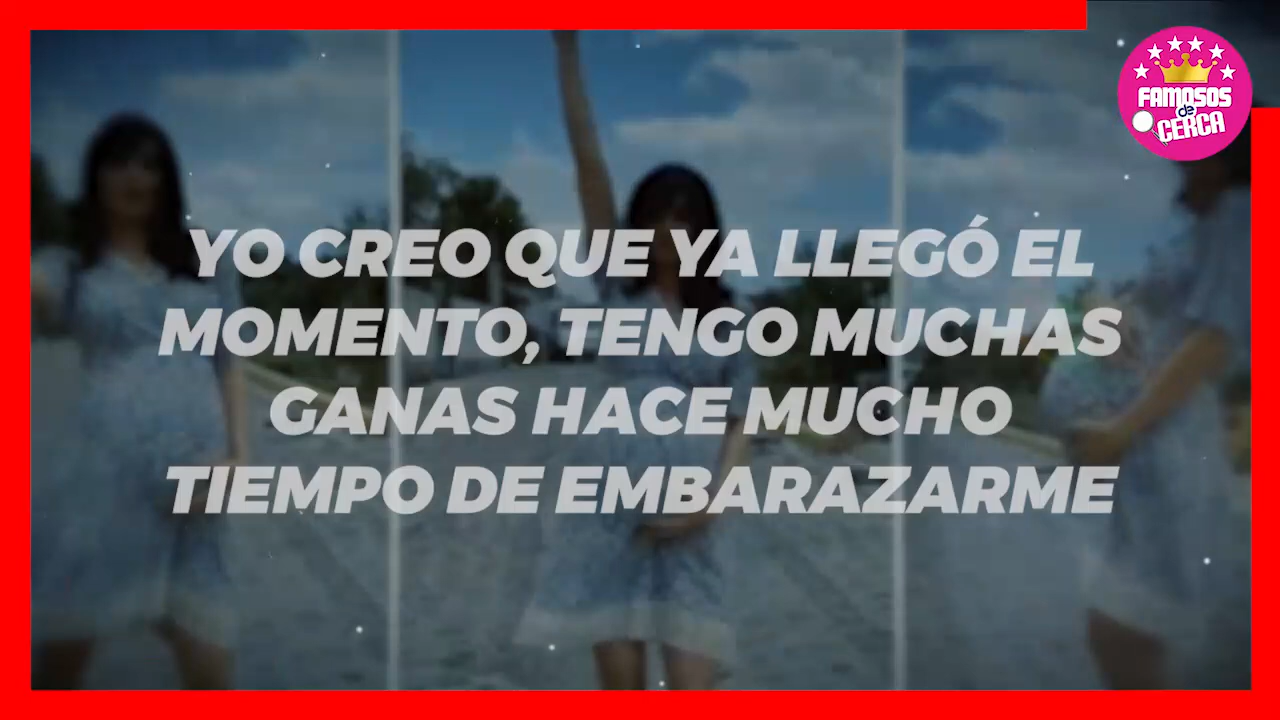 FAMOSOS
de
CERCA
YO CREO QUE YA LLEGÓ EL
MOMENTO, TENGO MUCHAS
GANAS HACE MUCHO
TIEMPO DE EMBARAZARME